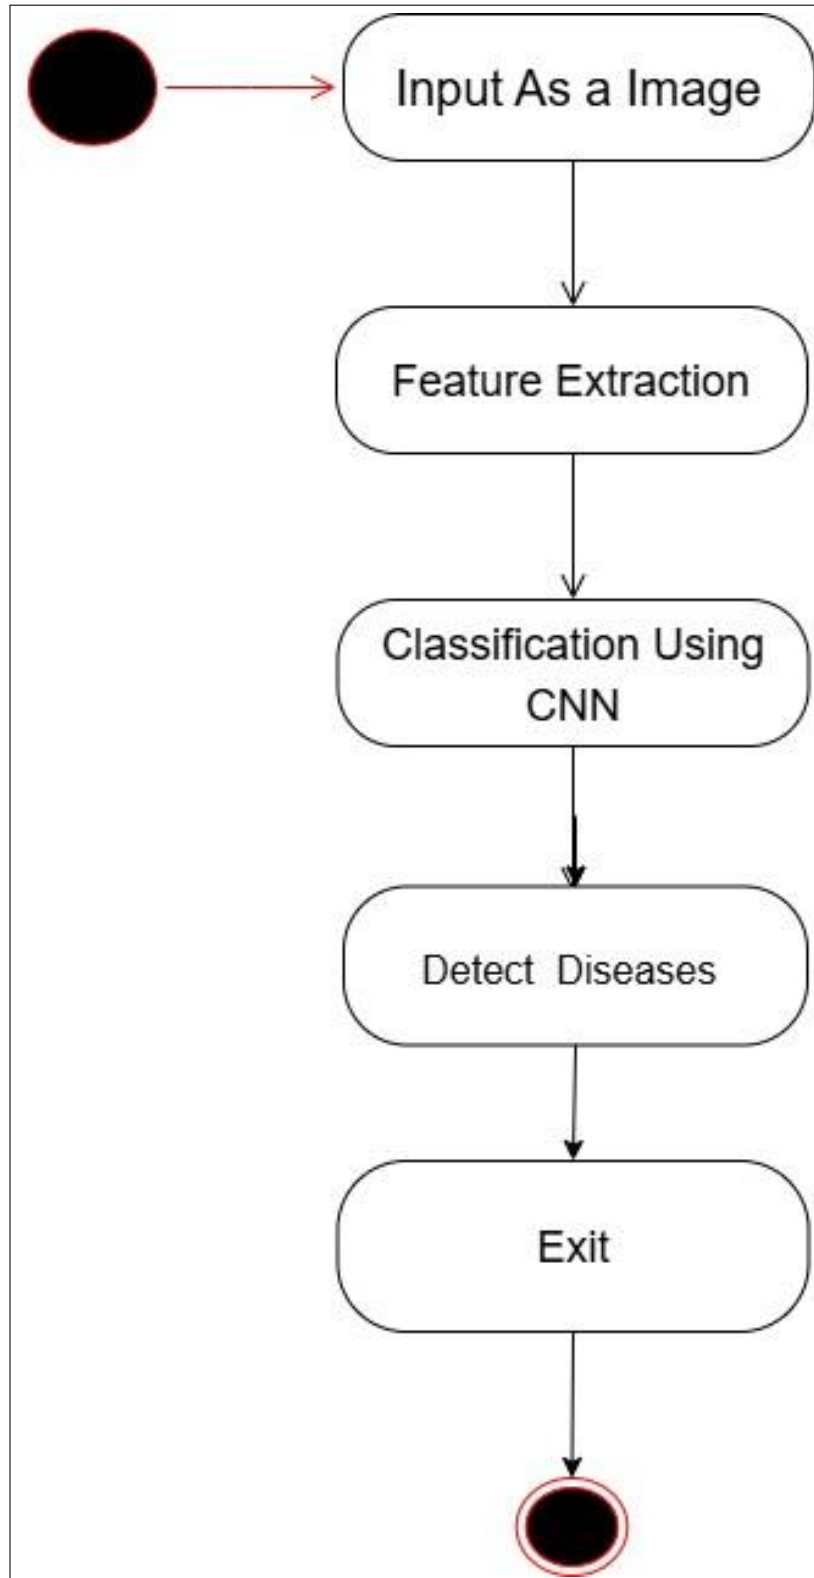 Input As a Image
Feature Extraction
Classification Using
CNN
Detect Diseases
Exit